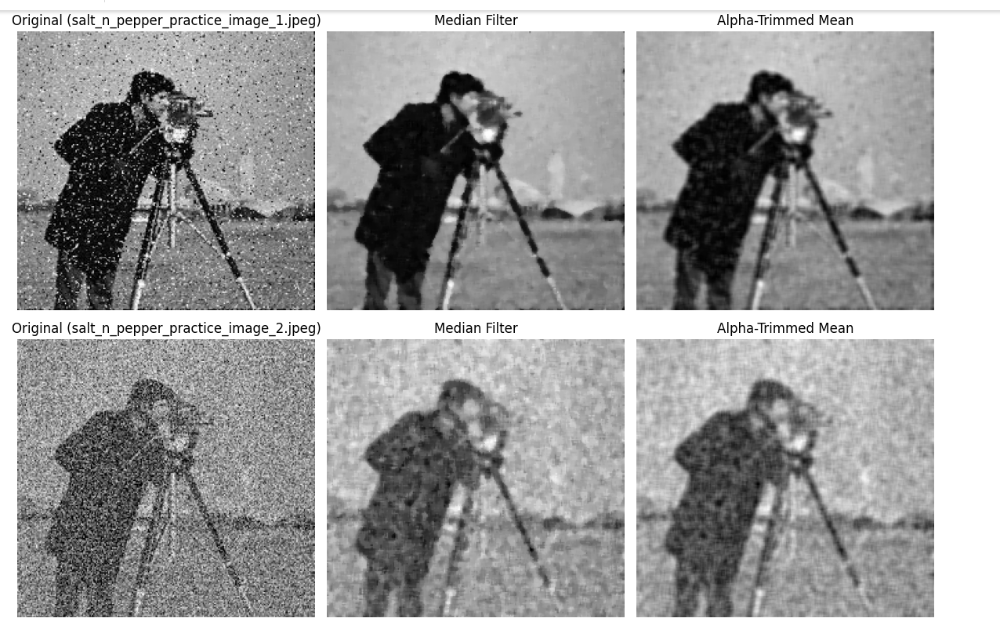 Original (salt_n_pepper_practice_image_1.jpeg)
Median Filter
Alpha-Trimmed Mean
Original (salt_n_pepper_practice_image_2.jpeg)
Median Filter
Alpha-Trimmed Mean